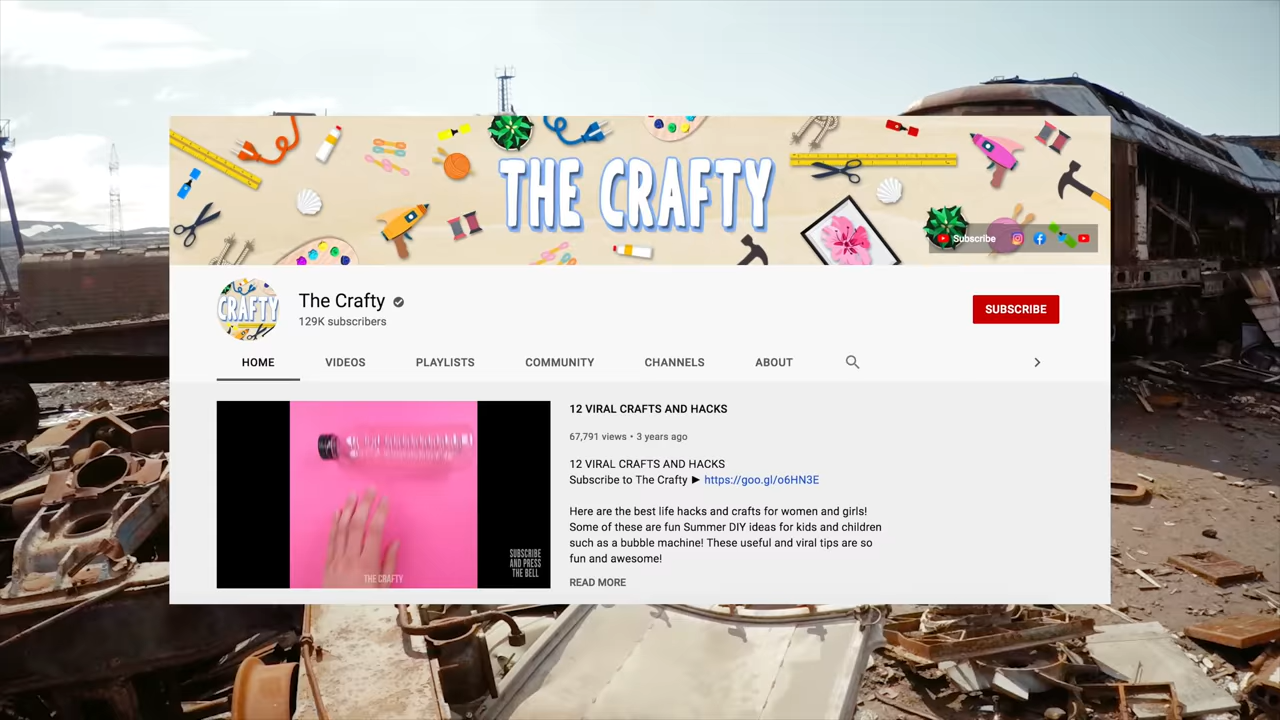 THE CRAFTY
Subscribe
CRAFTY
The Crafty
129K subscribers
SUBSCRIBE
HOME VIDEOS PLAYLISTS COMMUNITY CHANNELS ABOUT
12 VIRAL CRAFTS AND HACKS
67,791 views • 3 years ago
12 VIRAL CRAFTS AND HACKS
Subscribe to The Crafty ► https://goo.gl/o6HN3E
Here are the best life hacks and crafts for women and girls!
Some of these are fun Summer DIY ideas for kids and children
such as a bubble machine! These useful and viral tips are so
fun and awesome!
READ MORE
SUBSCRIBE
AND PRESS
THE BELL
THE CRAFTY